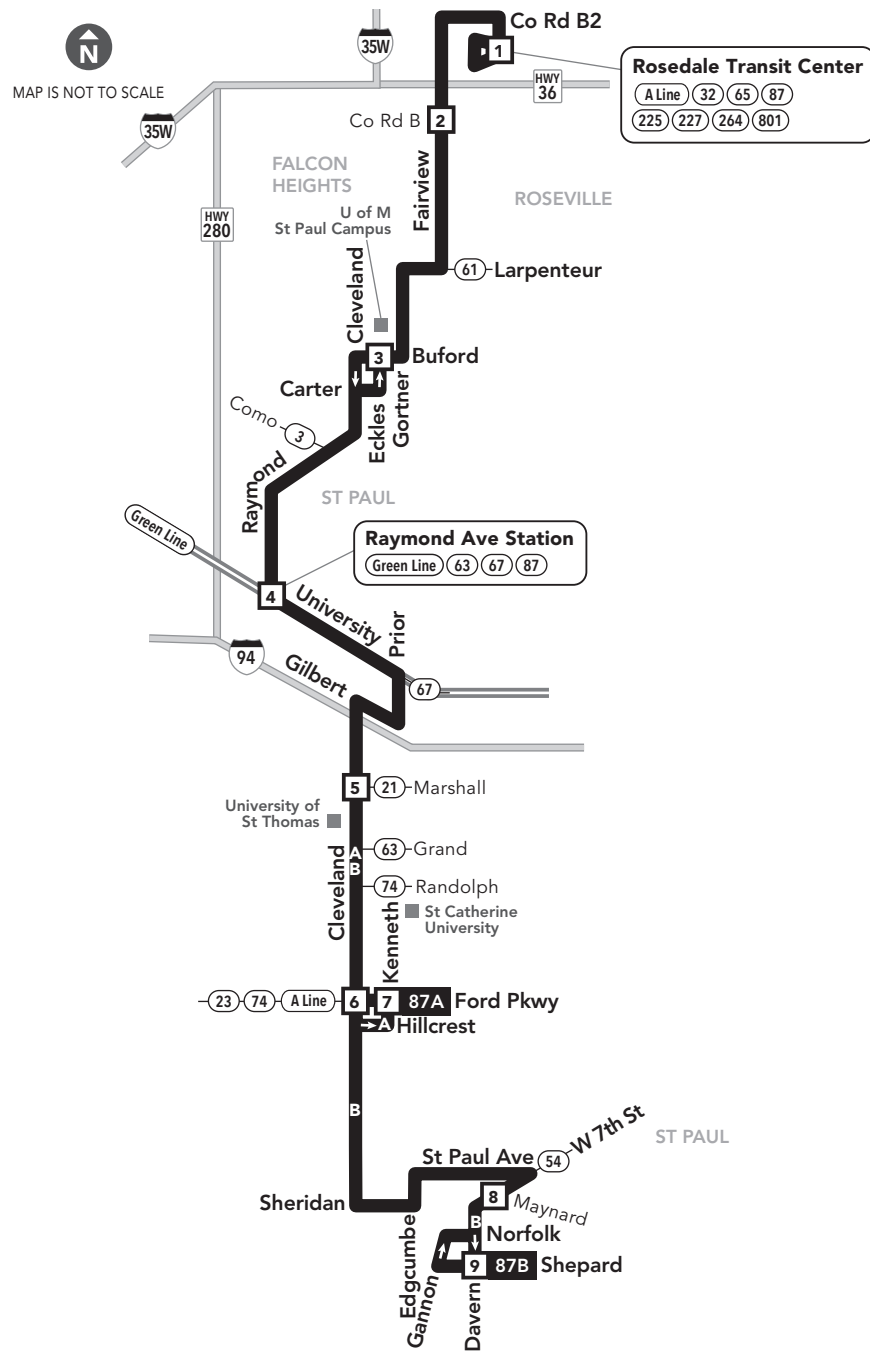 Co Rd B2
N
35W
1
MAP IS NOT TO SCALE
Rosedale Transit Center
A Line 32 65 87
225 227 264 801
HWY
36
35W
Co Rd B 2
FALCON
HEIGHTS
Fairview
ROSEVILLE
U of M
St Paul Campus
HWY
280
Cleveland
61 Larpenteur
3 Buford
Carter
Eckles
Gortner
Como 3
Raymond
ST PAUL
Green Line
Raymond Ave Station
Green Line 63 67 87
4
University
Prior
94
Gilbert
67
5 21 Marshall
University of
St Thomas
A
B
63 Grand
Cleveland
74 Randolph
St Catherine
University
Kenneth
23 74 A Line 6 7 87A Ford Pkwy
A Hillcrest
B
St Paul Ave 54 W 7th St
ST PAUL
8 Maynard
Sheridan
Edgcumbe
B
Norfolk
9 87B Shepard
Gannon
Davern